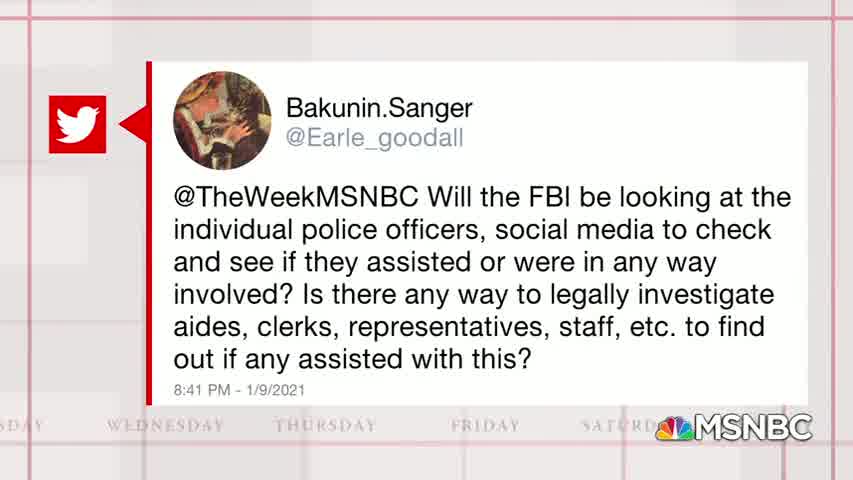 Bakunin.Sanger
@Earle_goodall
@TheWeekMSNBC Will the FBI be looking at the
individual police officers, social media to check
and see if they assisted or were in any way
involved? Is there any way to legally investigate
aides, clerks, representatives, staff, etc. to find
out if any assisted with this?
8:41 PM - 1/9/2021
SDAY WEDNESDAY THURSDAY FRIDAY SATURD
MSNBC